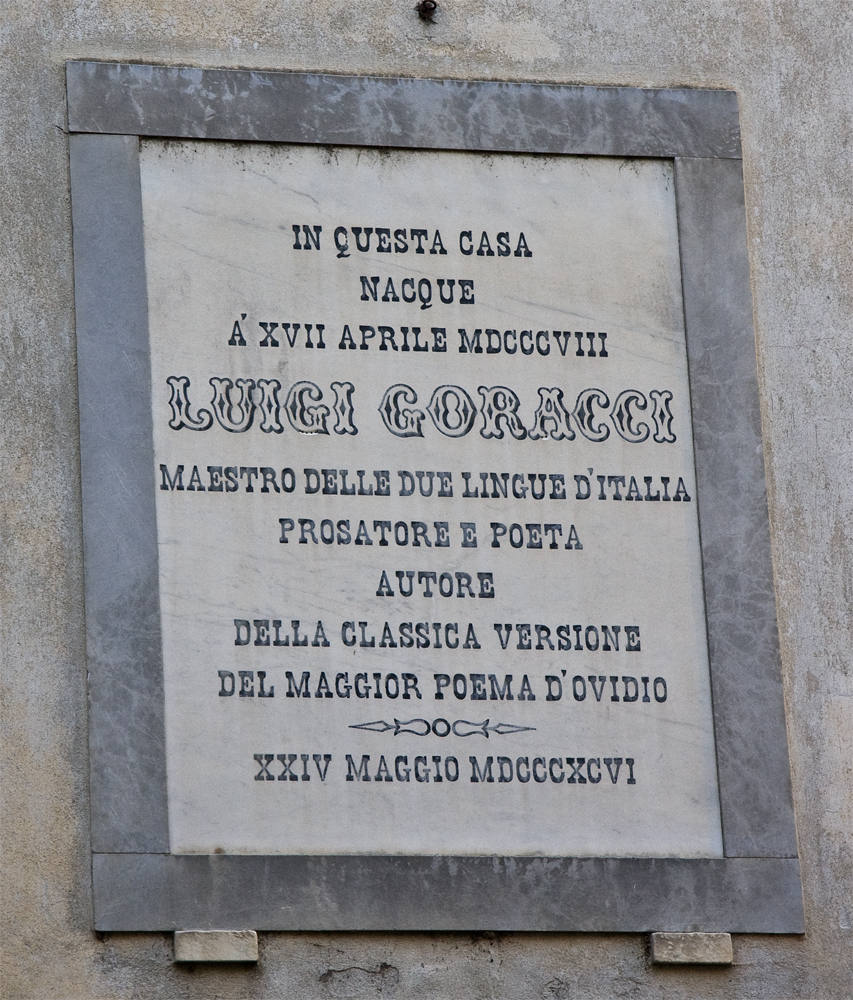 IN QUESTA CASA
NACQUE
Á XVII APRILE MDCCCVIII
LUIGI GORACCI
MAESTRO DELLE DUE LINGUE D'ITALIA
PROSATORE E POETA
AUTORE
DELLA CLASSICA VERSIONE
DEL MAGGIOR POEMA D'OVIDIO
XXIV MAGGIO MDCCCXCVI